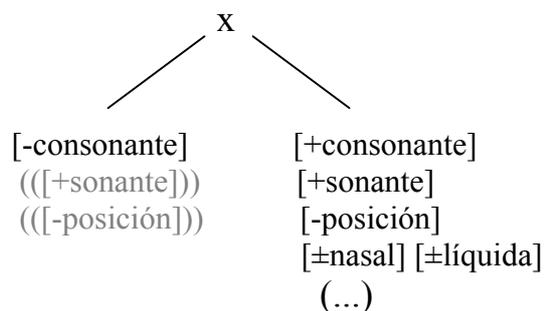 x
[-consonante] [+consonante]
(([+sonante])) [+sonante]
(([-posición])) [-posición]
[±nasal] [±líquida]
(...)